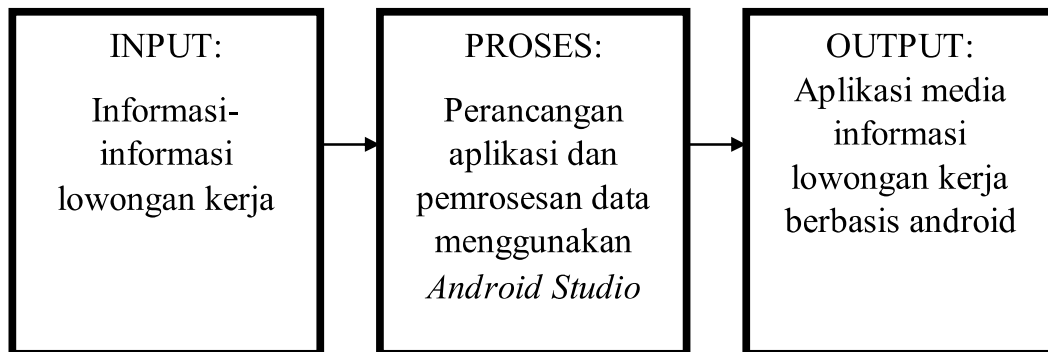 INPUT:
Informasi-
informasi
lowongan kerja
PROSES:
Perancangan
aplikasi dan
pemrosesan data
menggunakan
Android Studio
OUTPUT:
Aplikasi media
informasi
lowongan kerja
berbasis android